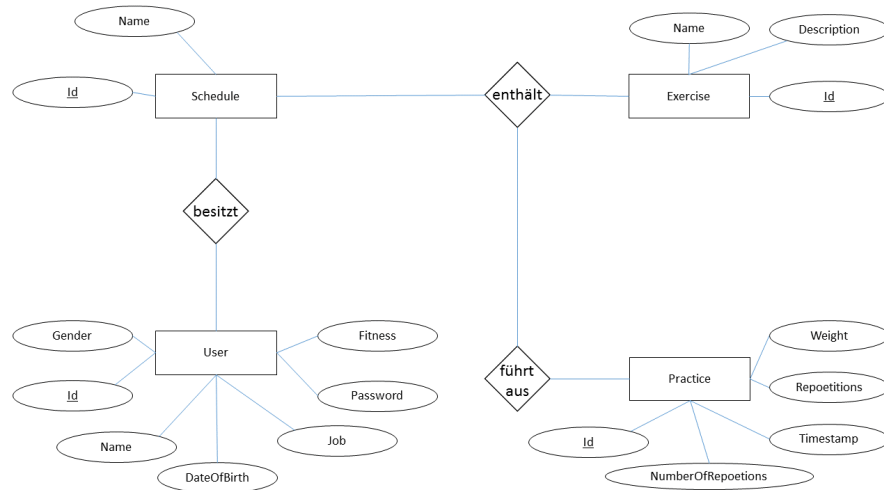 Name
Name
Description
Id
Schedule
enthält
Exercise
Id
besitzt
Gender
Fitness
Weight
User
führt
aus
Practice
Id
Password
Repoetitions
Name
Job
Id
Timestamp
DateOfBirth
NumberOfRepoetions